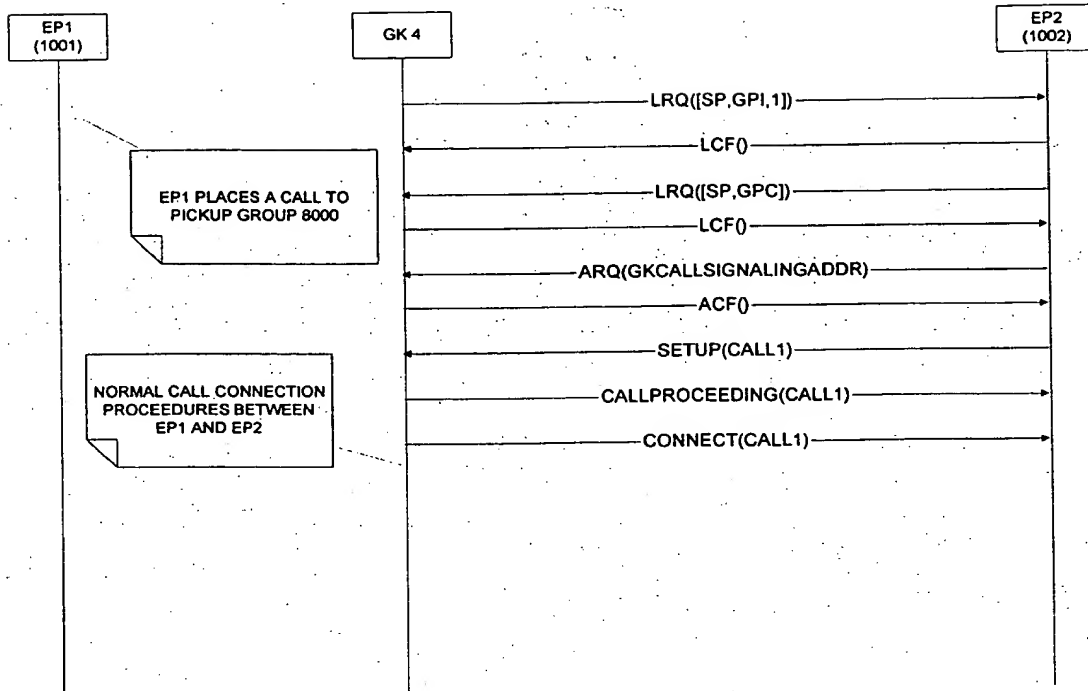 EP1
(1001)
GK 4
EP2
(1002)
LRQ([SP,GPI,1])
LCF()
EP1 PLACES A CALL TO
PICKUP GROUP 8000
LRQ([SP,GPC])
LCF()
ARQ(GKCALLSIGNALINGADDR)
ACF()
SETUP(CALL1)
NORMAL CALL CONNECTION
PROCEEDURES BETWEEN
EP1 AND EP2
CALLPROCEEDING(CALL1)
CONNECT(CALL1)